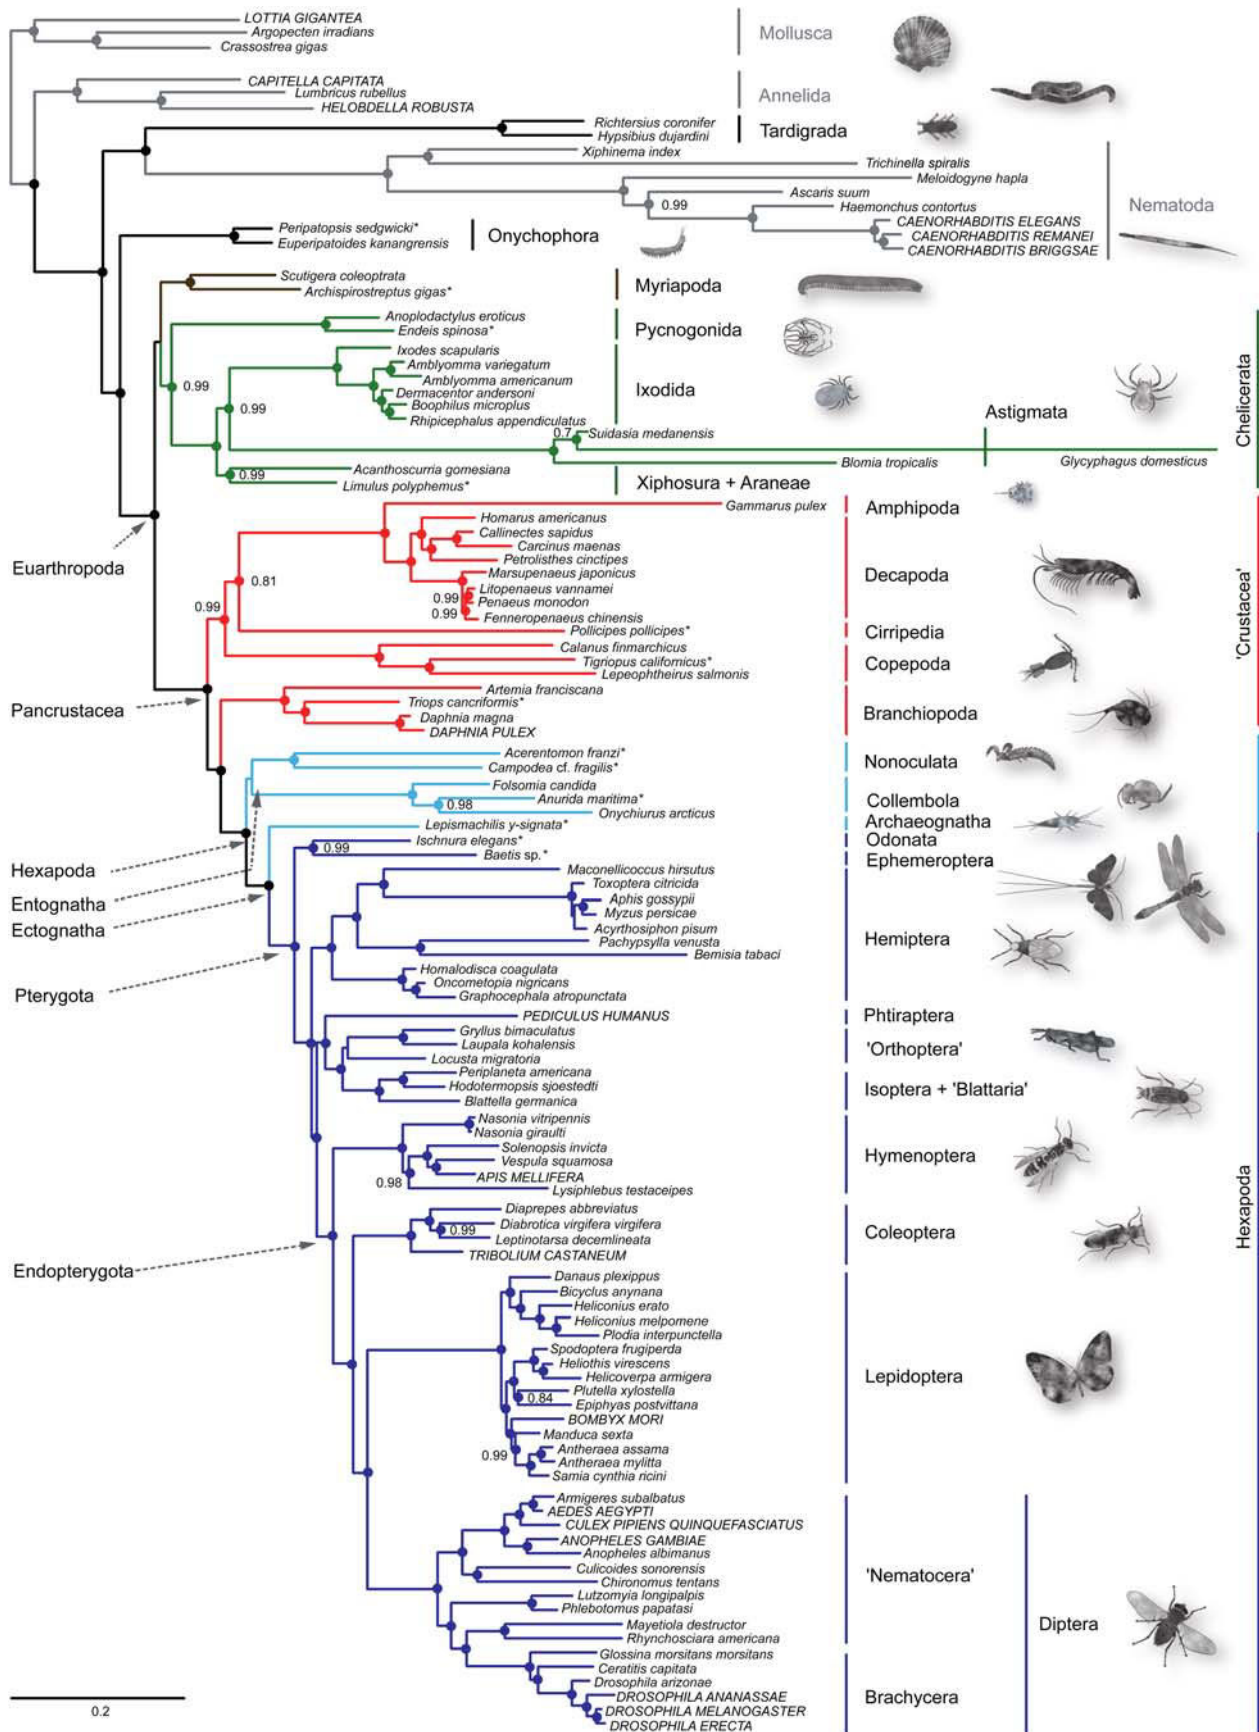 LOTTIA GIGANTEA
Argopecten irradians
Crassostrea gigas
Mollusca
CAPITELLA CAPITATA
Lumbricus rubellus
HELOBDELLA ROBUSTA
Annelida
Richtersius coronifer
Hypsibius dujardini
Tardigrada
Xiphinema index
Trichinella spiralis
Meloidogyne hapla
Ascaris suum
0.99
Haemonchus contortus
CAENORHABDITIS ELEGANS
CAENORHABDITIS REMANEI
CAENORHABDITIS BRIGGSAE
Nematoda
Peripatopsis sedgwicki*
Euperipatoides kanangrensis
Onychophora
Scutigera coleoptrata
Archispirostreptus gigas*
Myriapoda
Anoplodactylus eroticus
Endeis spinosa*
Pycnogonida
0.99
Ixodes scapularis
Amblyomma variegatum
Amblyomma americanum
Dermacentor andersoni
Boophilus microplus
Rhipicephalus appendiculatus
Ixodida
0.99
0.7
Suidasia medanensis
Astigmata
Blomia tropicalis
Glycyphagus domesticus
Acanthoscurria gomesiana
0.99
Limulus polyphemus*
Xiphosura + Araneae
Chelicerata
Euarthropoda
Gammarus pulex
Amphipoda
Homarus americanus
Callinectes sapidus
Carcinus maenas
Petrolisthes cinctipes
Marsupenaeus japonicus
Litopenaeus vannamei
0.99
Penaeus monodon
0.99
Fenneropenaeus chinensis
Decapoda
0.81
0.99
Pollicipes pollicipes*
Cirripedia
Calanus finmarchicus
Tigriopus californicus*
Lepeophtheirus salmonis
Copepoda
'Crustacea'
Pancrustacea
Artemia franciscana
Triops cancriformis*
Daphnia magna
DAPHNIA PULEX
Branchiopoda
Acerentomon franzi*
Campodea cf. fragilis*
Nonoculata
Folsomia candida
Anurida maritima*
0.98
Onychiurus arcticus
Collembola
Lepismachilis y-signata*
Archaeognatha
Ischnura elegans*
Odonata
0.99
Baetis sp.*
Ephemeroptera
Hexapoda
Entognatha
Ectognatha
Pterygota
Maconellicoccus hirsutus
Toxoptera citricida
Aphis gossypii
Myzus persicae
Acyrthosiphon pisum
Pachypsylla venusta
Bemisia tabaci
Homalodisca coagulata
Oncometopia nigricans
Graphocephala atropunctata
Hemiptera
PEDICULUS HUMANUS
Phtiraptera
Gryllus bimaculatus
Laupala kohalensis
Locusta migratoria
'Orthoptera'
Periplaneta americana
Hodotermopsis sjoestedti
Blattella germanica
Isoptera + 'Blattaria'
Nasonia vitripennis
Nasonia giraulti
Solenopsis invicta
Vespula squamosa
APIS MELLIFERA
0.98
Lysiphlebus testaceipes
Hymenoptera
Hexapoda
Diaprepes abbreviatus
Diabrotica virgifera virgifera
0.99
Leptinotarsa decemlineata
TRIBOLIUM CASTANEUM
Coleoptera
Endopterygota
Danaus plexippus
Bicyclus anynana
Heliconius erato
Heliconius melpomene
Plodia interpunctella
Spodoptera frugiperda
Heliothis virescens
Helicoverpa armigera
Plutella xylostella
0.84
Epiphyas postvittana
BOMBYX MORI
Manduca sexta
0.99
Antheraea assama
Antheraea mylitta
Samia cynthia ricini
Lepidoptera
Armigeres subalbatus
AEDES AEGYPTI
CULEX PIPIENS QUINQUEFASCIATUS
ANOPHELES GAMBIAE
Anopheles albimanus
Culicoides sonorensis
Chironomus tentans
Lutzomyia longipalpis
Phlebotomus papatasi
Mayetiola destructor
Rhynchosciara americana
'Nematocera'
Diptera
Glossina morsitans morsitans
Ceratitis capitata
Drosophila arizonae
DROSOPHILA ANANASSAE
DROSOPHILA MELANOGASTER
DROSOPHILA ERECTA
Brachycera
0.2